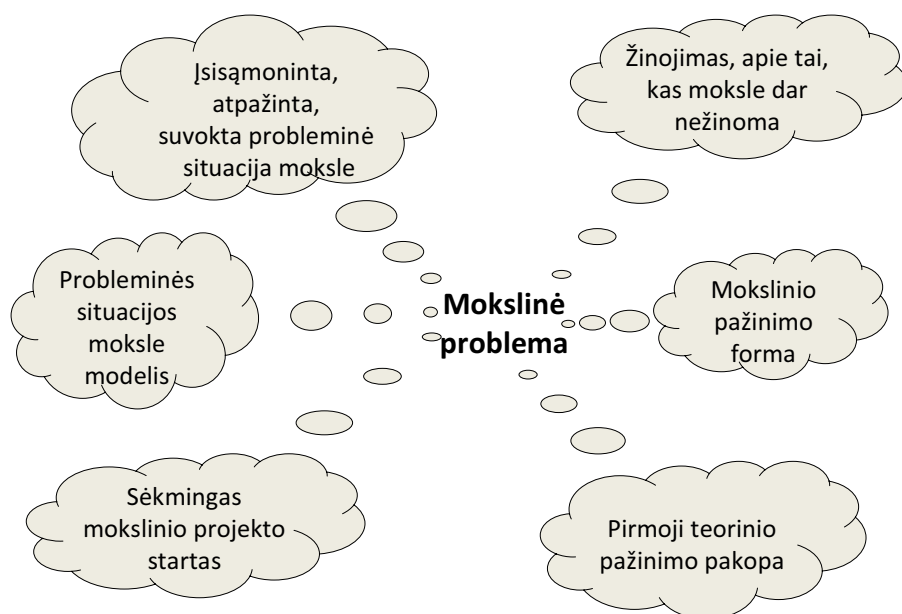 Įsisąmoninta,
atpažinta,
suvokta probleminė
situacija moksle
Žinojimas, apie tai,
kas moksle dar
nežinoma
Probleminės
situacijos
moksle
modelis
Mokslinė
problema
Mokslinio
pažinimo
forma
Sėkmingas
mokslinio projekto
startas
Pirmoji teorinio
pažinimo pakopa